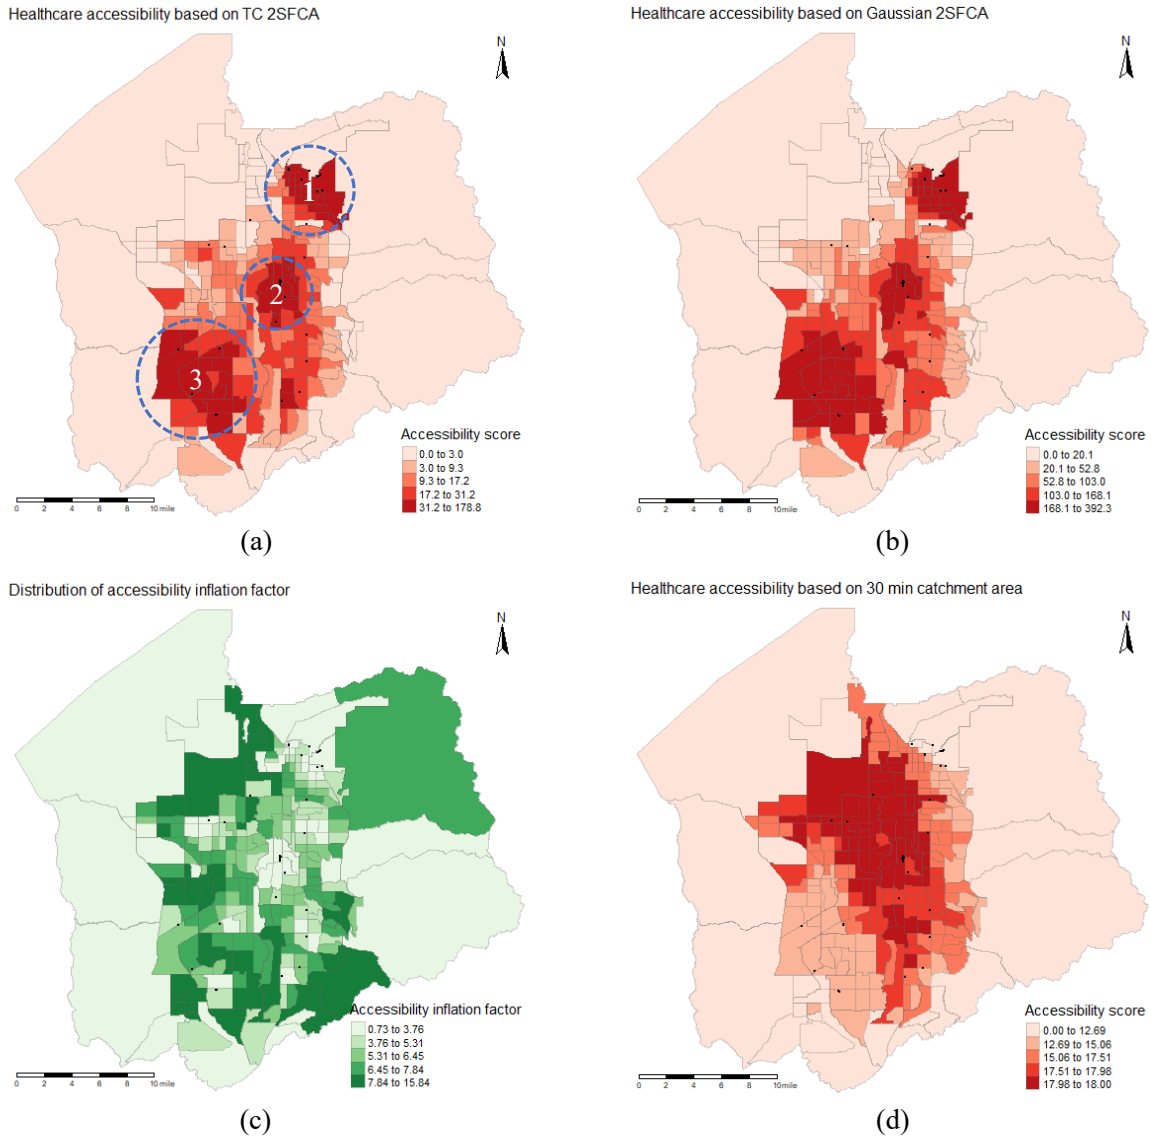 Healthcare accessibility based on TC 2SFCA
N
1
2
3
Accessibility score
0.0 to 3.0
3.0 to 9.3
9.3 to 17.2
17.2 to 31.2
31.2 to 178.8
0 2 4 6 8 10 mile
(a)
Healthcare accessibility based on Gaussian 2SFCA
N
Accessibility score
0.0 to 20.1
20.1 to 52.8
52.8 to 103.0
103.0 to 168.1
168.1 to 392.3
0 2 4 6 8 10 mile
(b)
Distribution of accessibility inflation factor
N
Accessibility inflation factor
0.73 to 3.76
3.76 to 5.31
5.31 to 6.45
6.45 to 7.84
7.84 to 15.84
0 2 4 6 8 10 mile
(c)
Healthcare accessibility based on 30 min catchment area
N
Accessibility score
0.00 to 12.69
12.69 to 15.06
15.06 to 17.51
17.51 to 17.98
17.98 to 18.00
0 2 4 6 8 10 mile
(d)